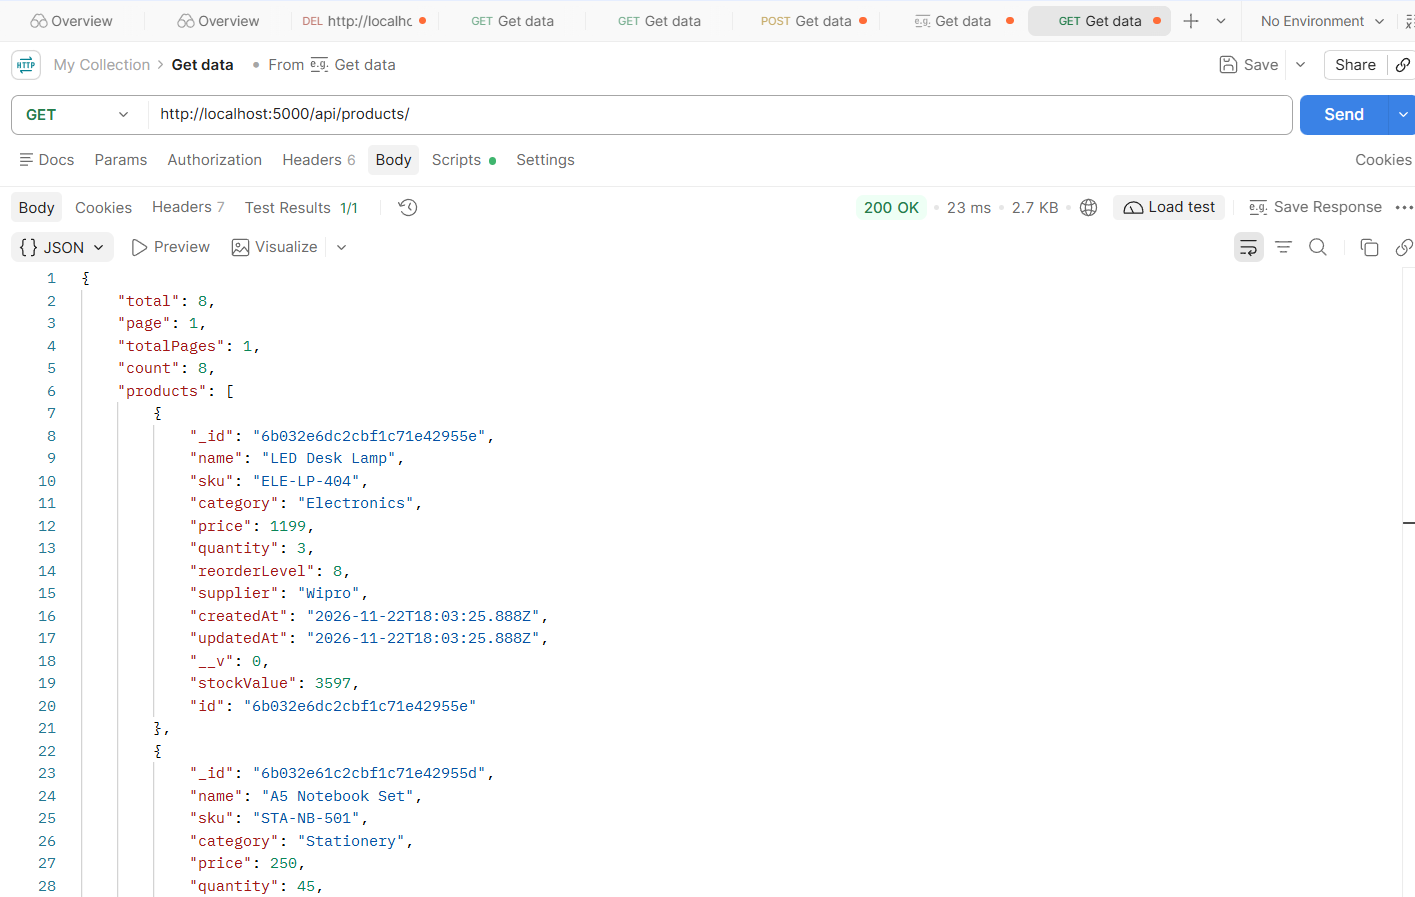 Overview Overview DEL http://localhc GET Get data GET Get data POST Get data e.g. Get data GET Get data No Environment
HTTP My Collection > Get data From e.g. Get data Save Share
GET http://localhost:5000/api/products/ Send
Docs Params Authorization Headers 6 Body Scripts Settings Cookies
Body Cookies Headers 7 Test Results 1/1 200 OK 23 ms 2.7 KB Load test e.g. Save Response
{} JSON Preview Visualize
1 {
2 "total": 8,
3 "page": 1,
4 "totalPages": 1,
5 "count": 8,
6 "products": [
7 {
8 "_id": "6b032e6dc2cbf1c71e42955e",
9 "name": "LED Desk Lamp",
10 "sku": "ELE-LP-404",
11 "category": "Electronics",
12 "price": 1199,
13 "quantity": 3,
14 "reorderLevel": 8,
15 "supplier": "Wipro",
16 "createdAt": "2026-11-22T18:03:25.888Z",
17 "updatedAt": "2026-11-22T18:03:25.888Z",
18 "__v": 0,
19 "stockValue": 3597,
20 "id": "6b032e6dc2cbf1c71e42955e"
21 },
22 {
23 "_id": "6b032e61c2cbf1c71e42955d",
24 "name": "A5 Notebook Set",
25 "sku": "STA-NB-501",
26 "category": "Stationery",
27 "price": 250,
28 "quantity": 45,